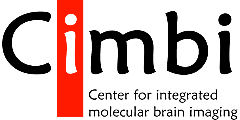 Cimbi
Center for integrated
molecular brain imaging